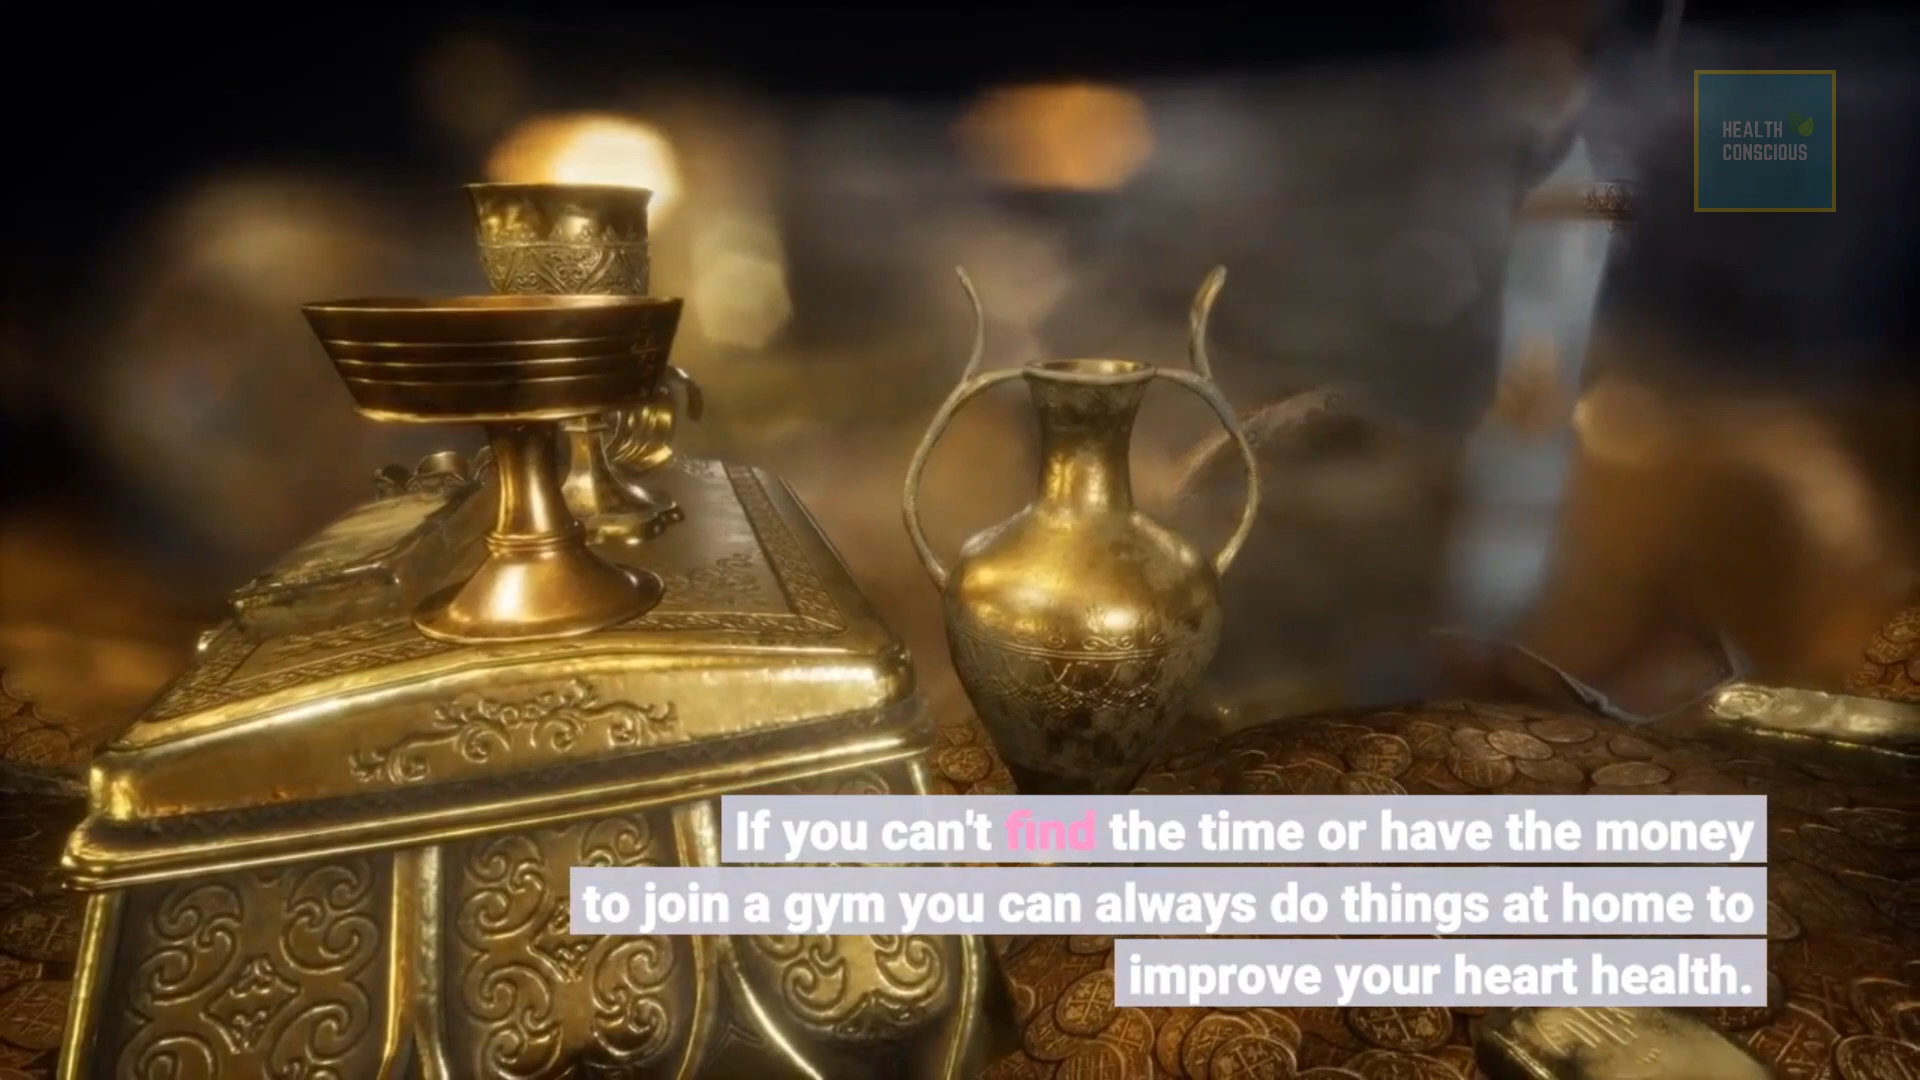 HEALTH
CONSCIOUS
If you can't find the time or have the money
to join a gym you can always do things at home to
improve your heart health.